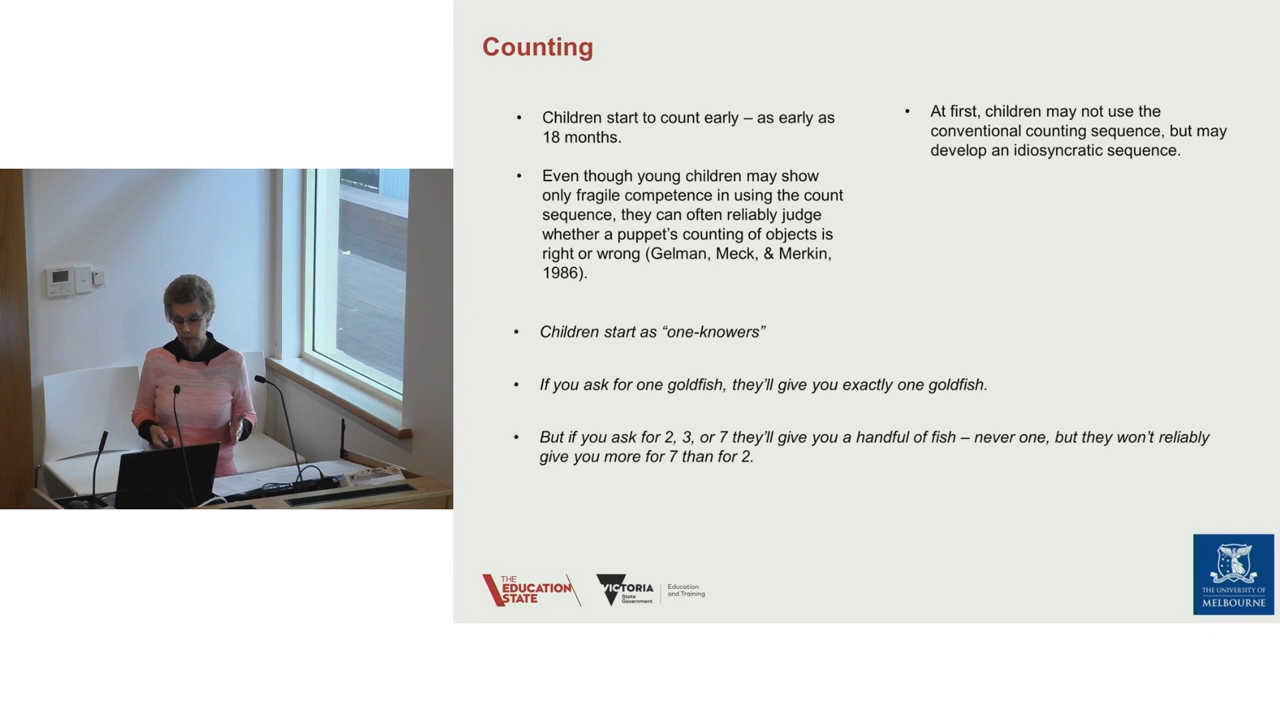 Counting
• Children start to count early – as early as
18 months.
• Even though young children may show
only fragile competence in using the count
sequence, they can often reliably judge
whether a puppet’s counting of objects is
right or wrong (Gelman, Meck, & Merkin,
1986).
• At first, children may not use the
conventional counting sequence, but may
develop an idiosyncratic sequence.
• Children start as “one-knowers”
• If you ask for one goldfish, they’ll give you exactly one goldfish.
• But if you ask for 2, 3, or 7 they’ll give you a handful of fish – never one, but they won’t reliably
give you more for 7 than for 2.
THE
EDUCATION
STATE
VICTORIA
State
Government
Education
and Training
THE UNIVERSITY OF
MELBOURNE